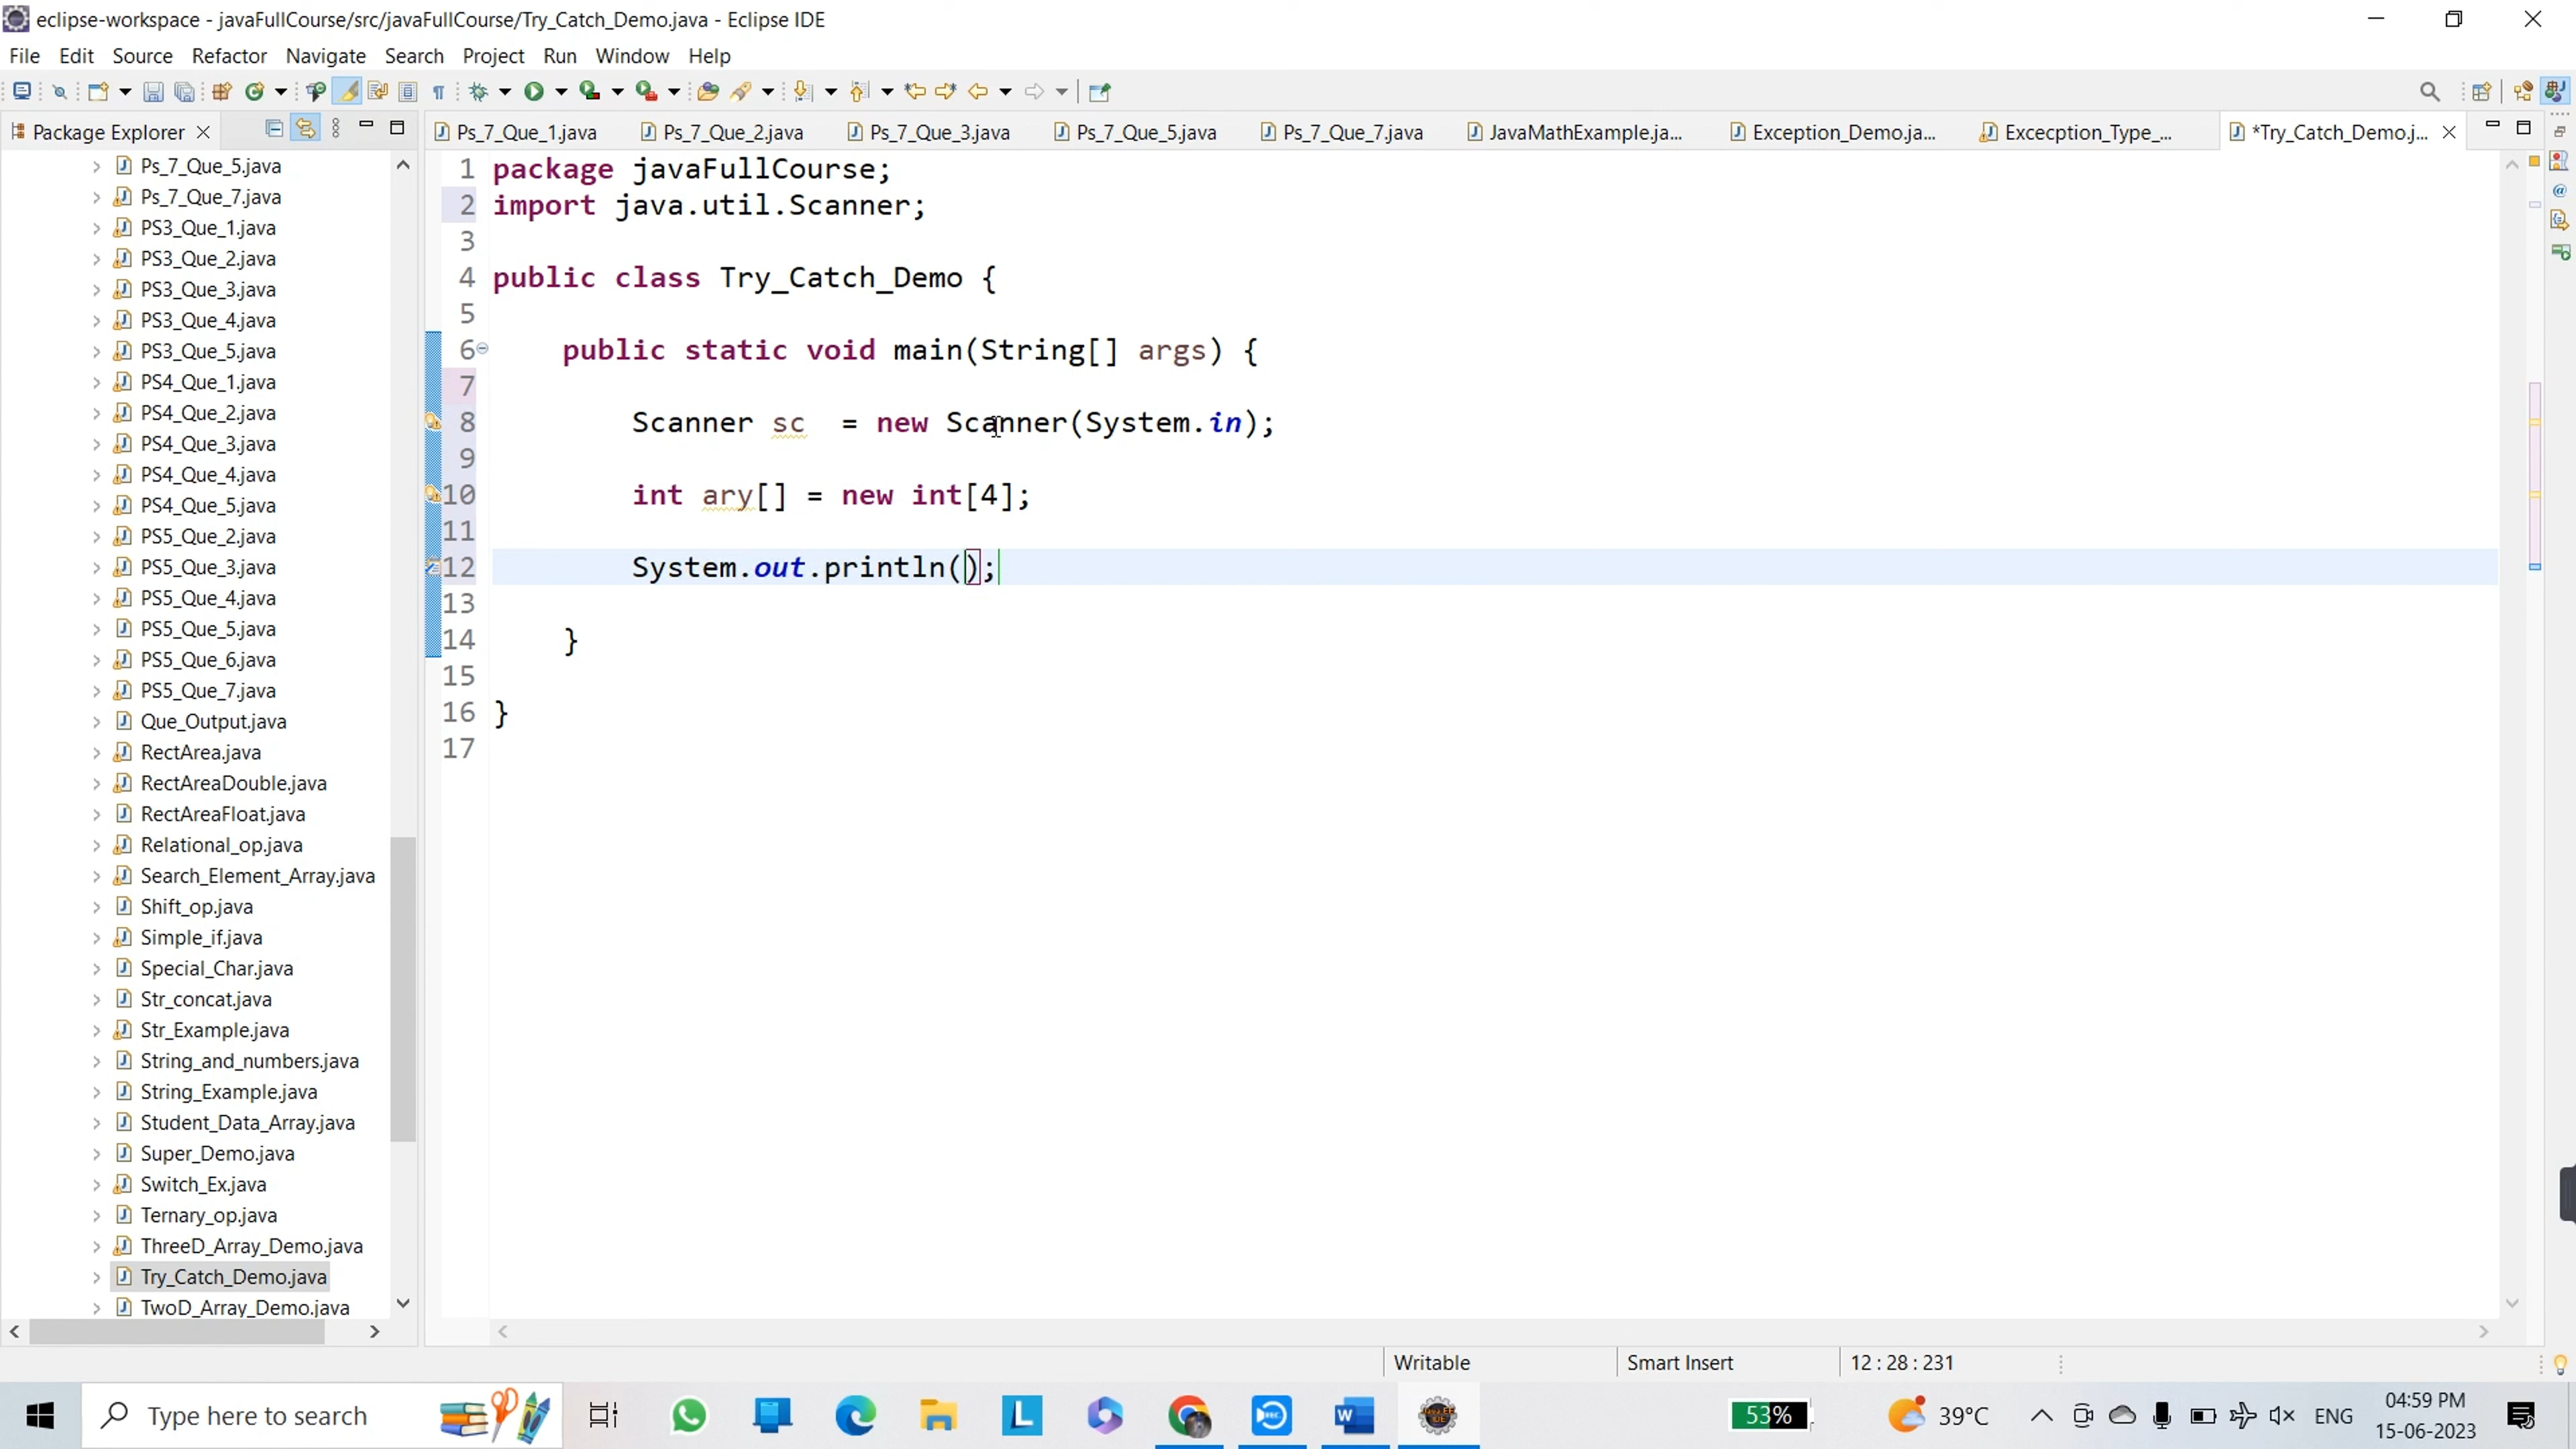 eclipse-workspace - javaFullCourse/src/javaFullCourse/Try_Catch_Demo.java - Eclipse IDE
File Edit Source Refactor Navigate Search Project Run Window Help
Package Explorer
Ps_7_Que_1.java Ps_7_Que_2.java Ps_7_Que_3.java Ps_7_Que_5.java Ps_7_Que_7.java JavaMathExample.ja... Exception_Demo.ja... Excecption_Type_... *Try_Catch_Demo.j...
Ps_7_Que_5.java
Ps_7_Que_7.java
PS3_Que_1.java
PS3_Que_2.java
PS3_Que_3.java
PS3_Que_4.java
PS3_Que_5.java
PS4_Que_1.java
PS4_Que_2.java
PS4_Que_3.java
PS4_Que_4.java
PS4_Que_5.java
PS5_Que_2.java
PS5_Que_3.java
PS5_Que_4.java
PS5_Que_5.java
PS5_Que_6.java
PS5_Que_7.java
Que_Output.java
RectArea.java
RectAreaDouble.java
RectAreaFloat.java
Relational_op.java
Search_Element_Array.java
Shift_op.java
Simple_if.java
Special_Char.java
Str_concat.java
Str_Example.java
String_and_numbers.java
String_Example.java
Student_Data_Array.java
Super_Demo.java
Switch_Ex.java
Ternary_op.java
ThreeD_Array_Demo.java
Try_Catch_Demo.java
TwoD_Array_Demo.java
1 package javaFullCourse;
2 import java.util.Scanner;
3
4 public class Try_Catch_Demo {
5
6 public static void main(String[] args) {
7
8 Scanner sc  = new Scanner(System.in);
9
10 int ary[] = new int[4];
11
12 System.out.println();
13
14 }
15
16 }
17
Writable Smart Insert 12 : 28 : 231
Type here to search
53% 39°C ENG 04:59 PM
15-06-2023